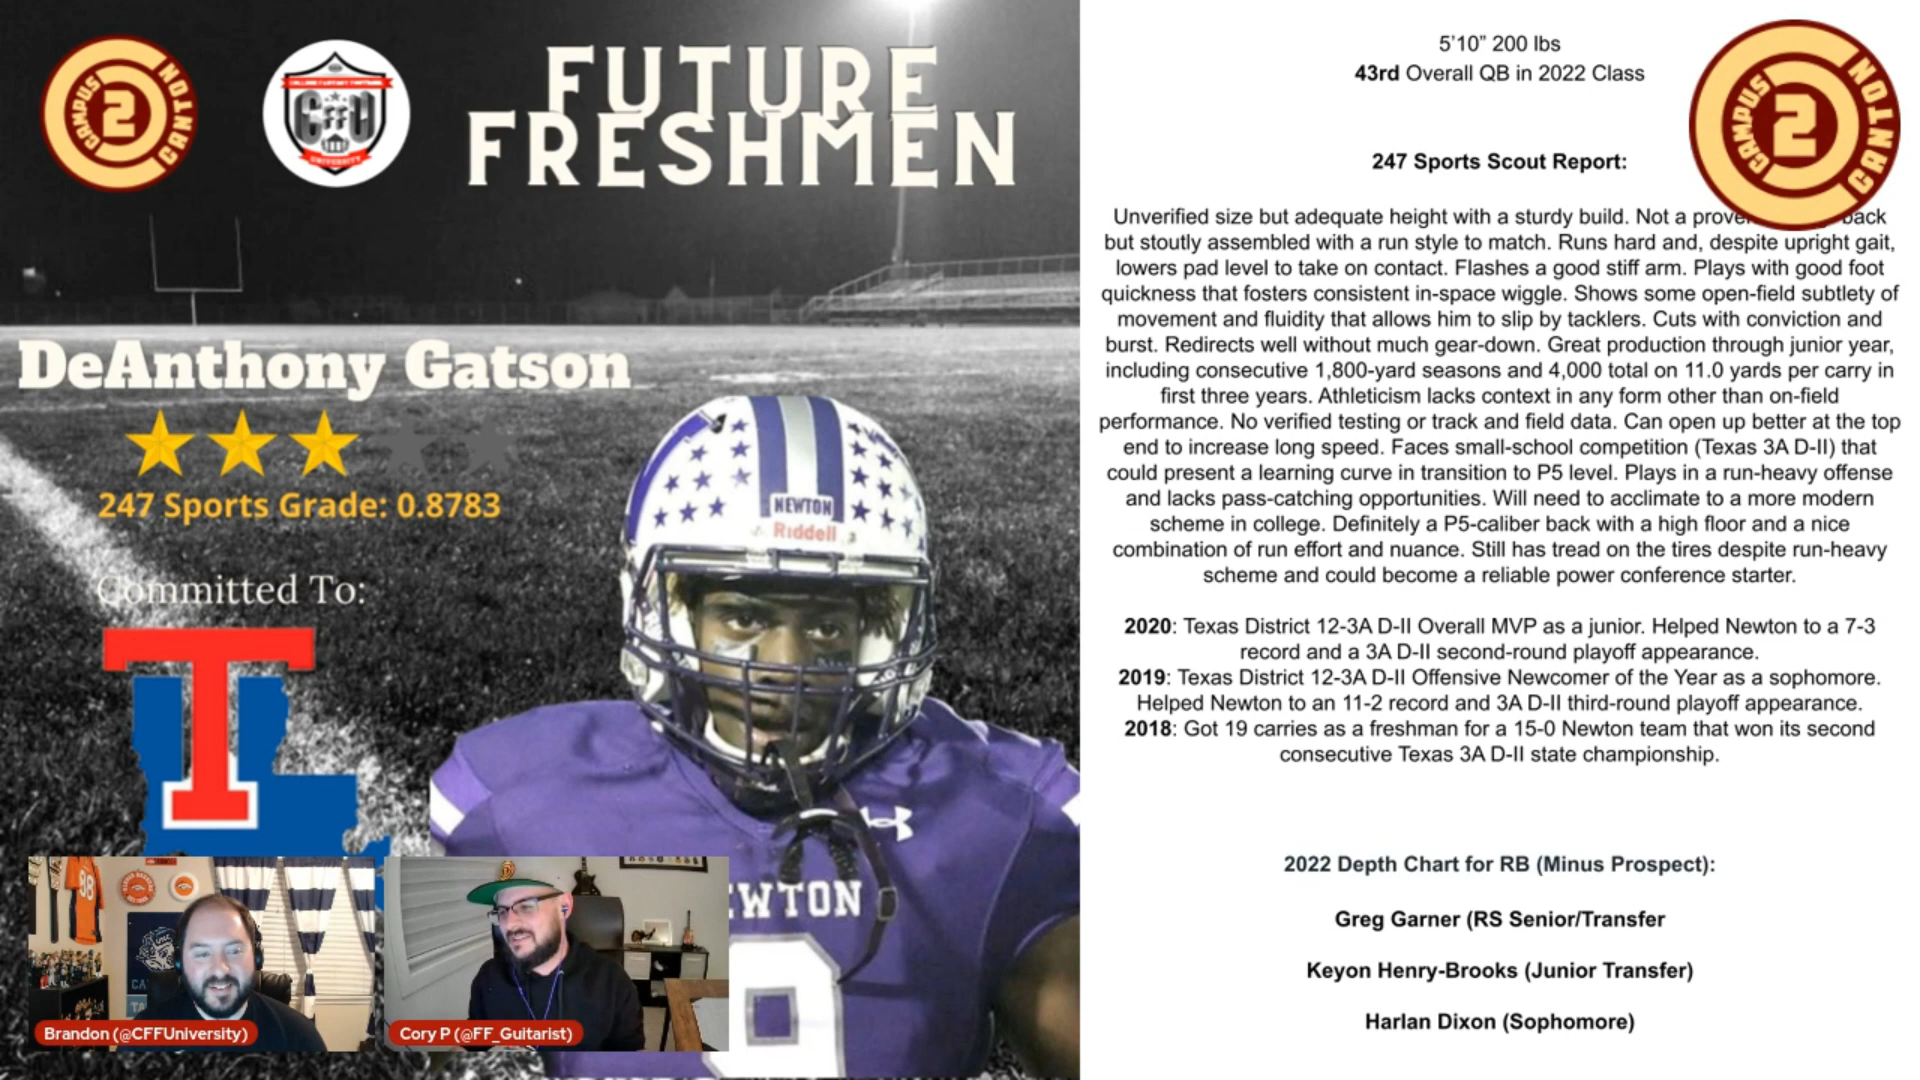 CAMPUS 2 CANTON
COLLEGE FANTASY FOOTBALL
CFFU
UNIVERSITY
FUTURE
FRESHMEN
DeAnthony Gatson
247 Sports Grade: 0.8783
Committed To:
T
NEWTON
Riddell
NEWTON
9
98
Brandon (@CFFUniversity)
Cory P (@FF_Guitarist)
5'10" 200 lbs
43rd Overall QB in 2022 Class
CAMPUS 2 CANTON
247 Sports Scout Report:
Unverified size but adequate height with a sturdy build. Not a back
but stoutly assembled with a run style to match. Runs hard and, despite upright gait,
lowers pad level to take on contact. Flashes a good stiff arm. Plays with good foot
quickness that fosters consistent in-space wiggle. Shows some open-field subtlety of
movement and fluidity that allows him to slip by tacklers. Cuts with conviction and
burst. Redirects well without much gear-down. Great production through junior year,
including consecutive 1,800-yard seasons and 4,000 total on 11.0 yards per carry in
first three years. Athleticism lacks context in any form other than on-field
performance. No verified testing or track and field data. Can open up better at the top
end to increase long speed. Faces small-school competition (Texas 3A D-II) that
could present a learning curve in transition to P5 level. Plays in a run-heavy offense
and lacks pass-catching opportunities. Will need to acclimate to a more modern
scheme in college. Definitely a P5-caliber back with a high floor and a nice
combination of run effort and nuance. Still has tread on the tires despite run-heavy
scheme and could become a reliable power conference starter.
2020: Texas District 12-3A D-II Overall MVP as a junior. Helped Newton to a 7-3
record and a 3A D-II second-round playoff appearance.
2019: Texas District 12-3A D-II Offensive Newcomer of the Year as a sophomore.
Helped Newton to an 11-2 record and 3A D-II third-round playoff appearance.
2018: Got 19 carries as a freshman for a 15-0 Newton team that won its second
consecutive Texas 3A D-II state championship.
2022 Depth Chart for RB (Minus Prospect):
Greg Garner (RS Senior/Transfer
Keyon Henry-Brooks (Junior Transfer)
Harlan Dixon (Sophomore)